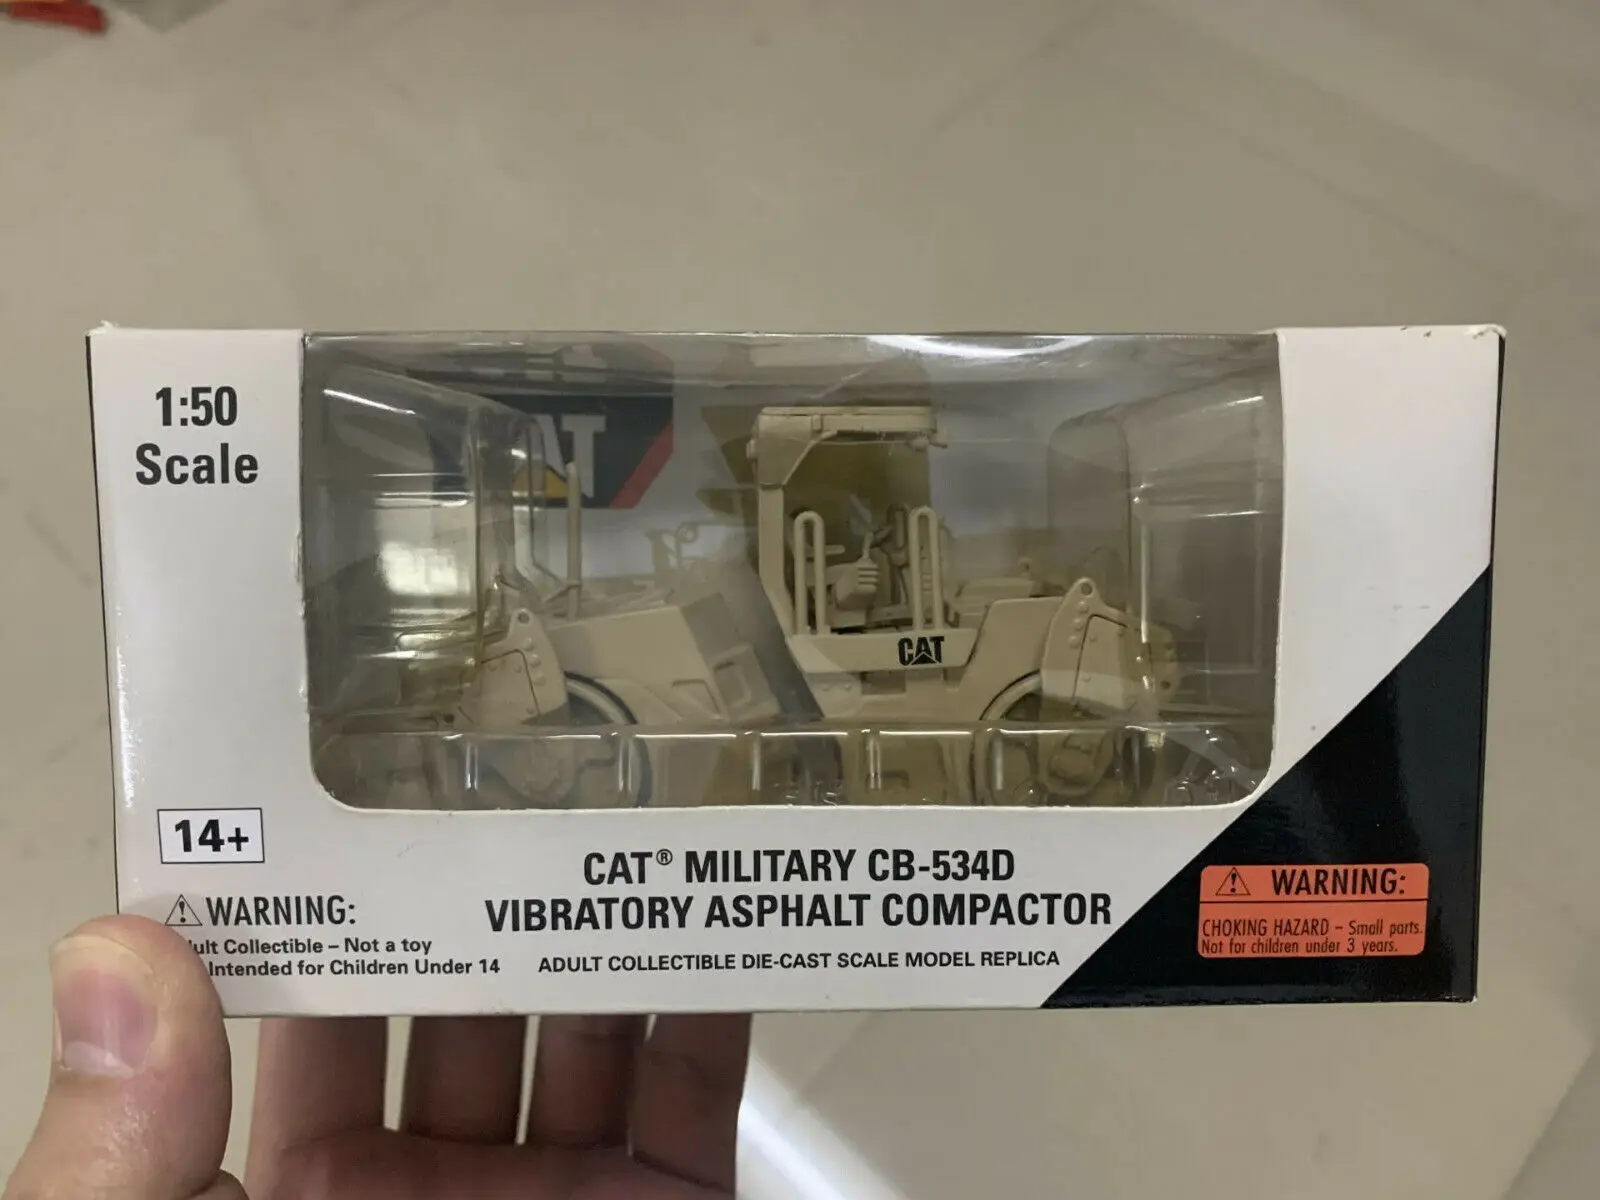 1:50
Scale
CAT
CAT
14+
WARNING:
Collectible – Not a toy
Intended for Children Under 14
CAT® MILITARY CB-534D
VIBRATORY ASPHALT COMPACTOR
ADULT COLLECTIBLE DIE-CAST SCALE MODEL REPLICA
WARNING:
CHOKING HAZARD – Small parts.
Not for children under 3 years.